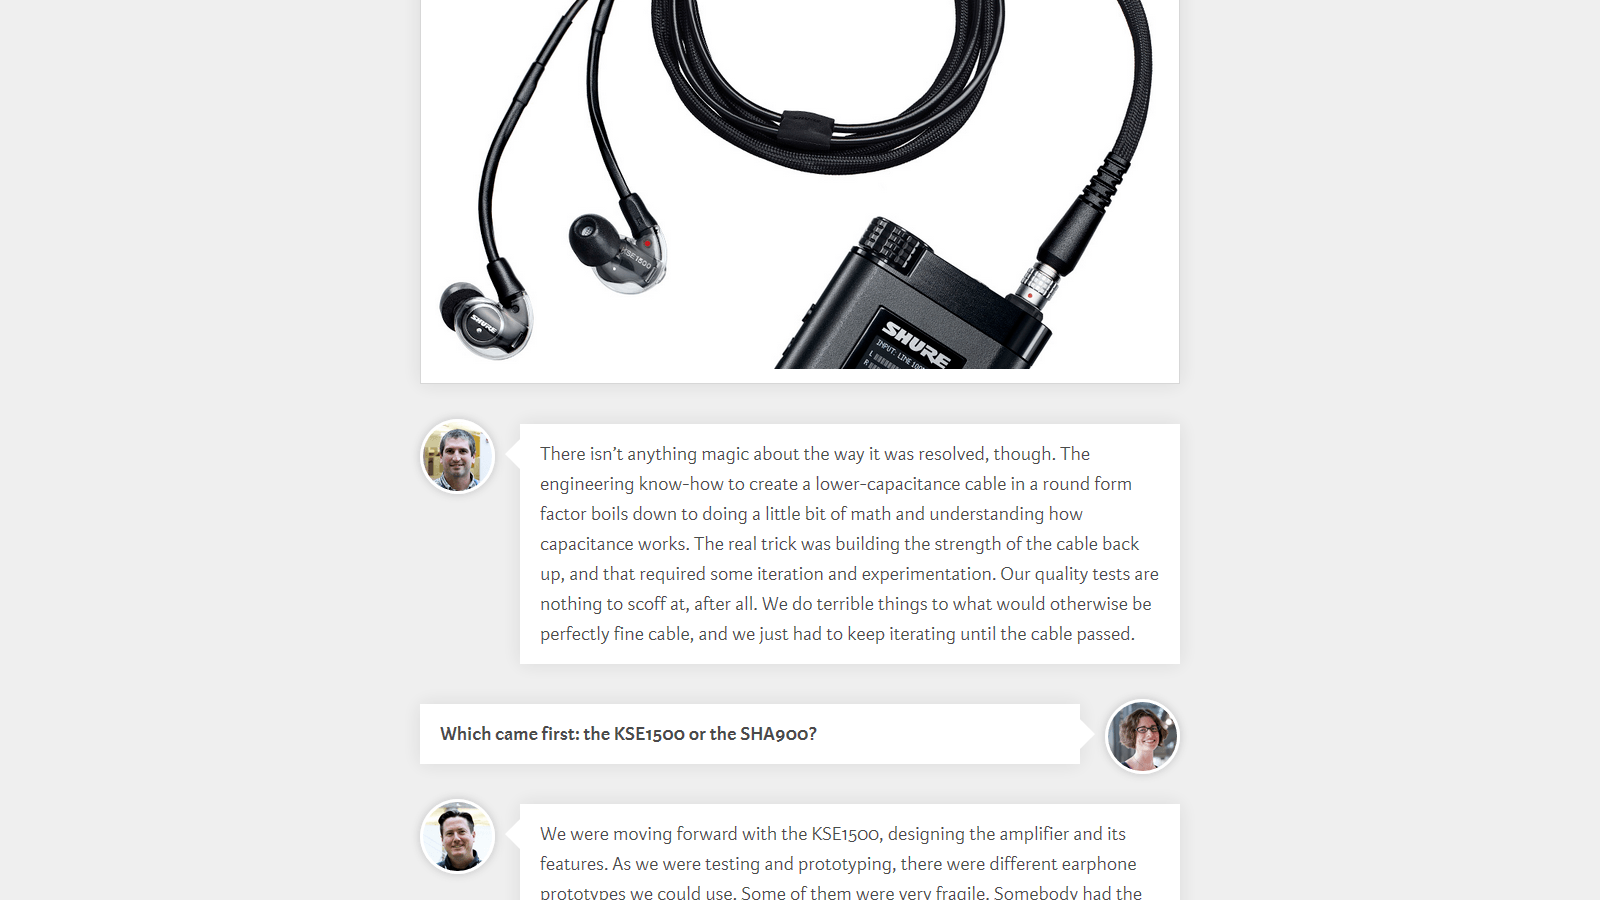 KSE1500
SHURE
SHURE
INPUT: LINE
L
R
There isn’t anything magic about the way it was resolved, though. The
engineering know-how to create a lower-capacitance cable in a round form
factor boils down to doing a little bit of math and understanding how
capacitance works. The real trick was building the strength of the cable back
up, and that required some iteration and experimentation. Our quality tests are
nothing to scoff at, after all. We do terrible things to what would otherwise be
perfectly fine cable, and we just had to keep iterating until the cable passed.
Which came first: the KSE1500 or the SHA900?
We were moving forward with the KSE1500, designing the amplifier and its
features. As we were testing and prototyping, there were different earphone
prototypes we could use. Some of them were very fragile. Somebody had the